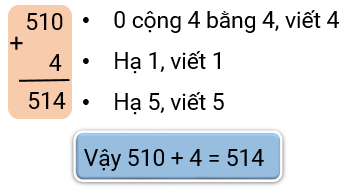 510
+
4
514
• 0 cộng 4 bằng 4, viết 4
• Hạ 1, viết 1
• Hạ 5, viết 5
Vậy 510 + 4 = 514